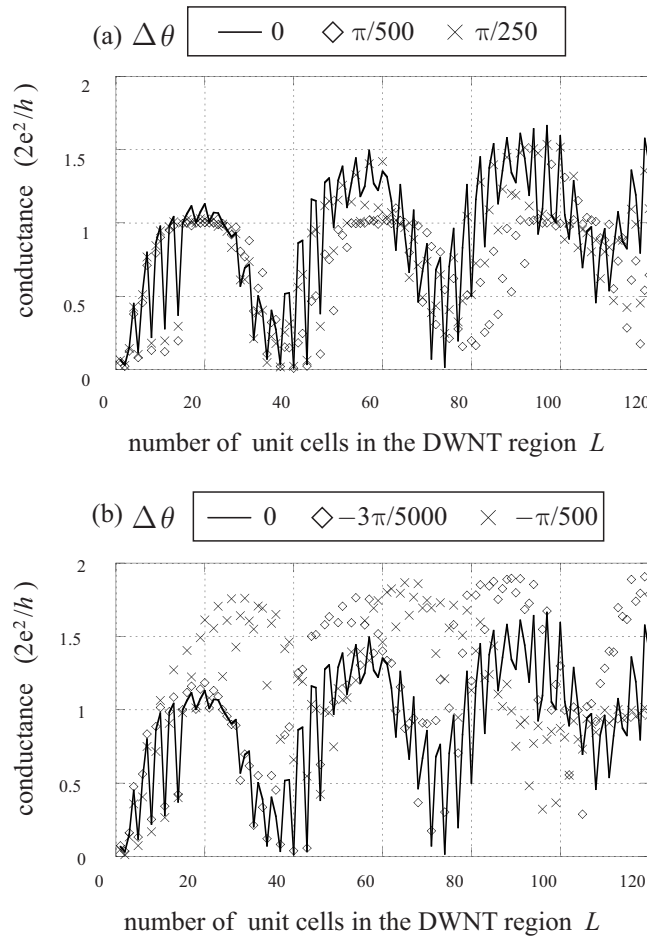 (a) Δθ — 0 ◇ π/500 × π/250
2
1.5
1
0.5
0
conductance (2e²/h)
0 20 40 60 80 100 120
number of unit cells in the DWNT region L
(b) Δθ — 0 ◇ −3π/5000 × −π/500
2
1.5
1
0.5
0
conductance (2e²/h)
0 20 40 60 80 100 120
number of unit cells in the DWNT region L